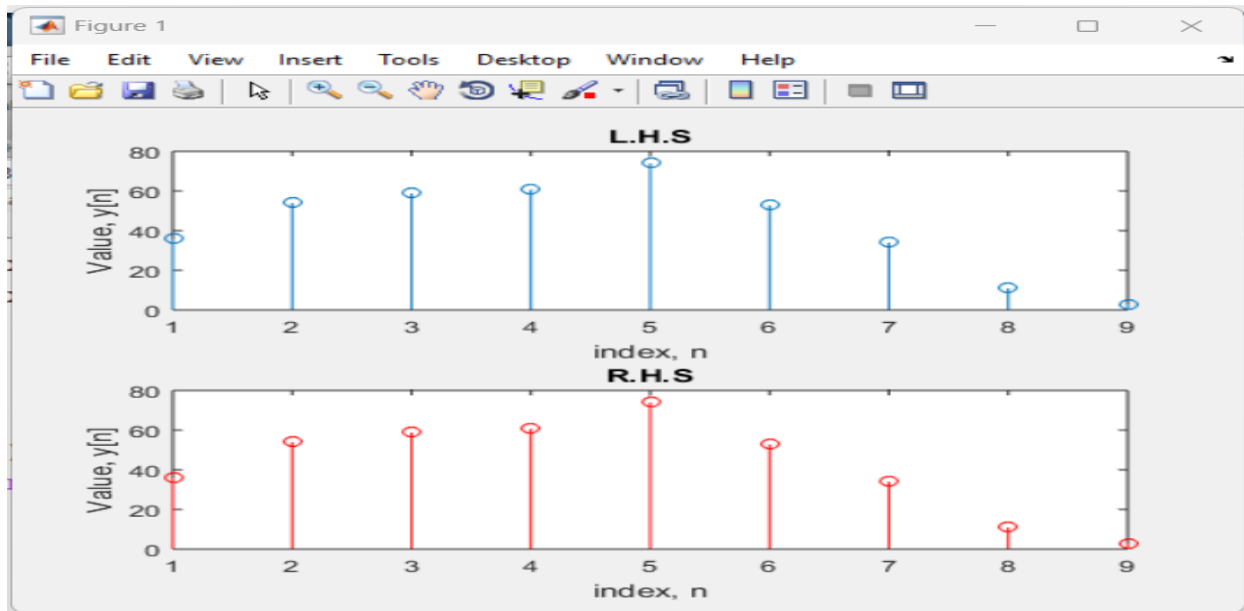 Figure 1
File Edit View Insert Tools Desktop Window Help
L.H.S
80
60
40
20
0
Value, y[n]
1 2 3 4 5 6 7 8 9
index, n
R.H.S
80
60
40
20
0
Value, y[n]
1 2 3 4 5 6 7 8 9
index, n